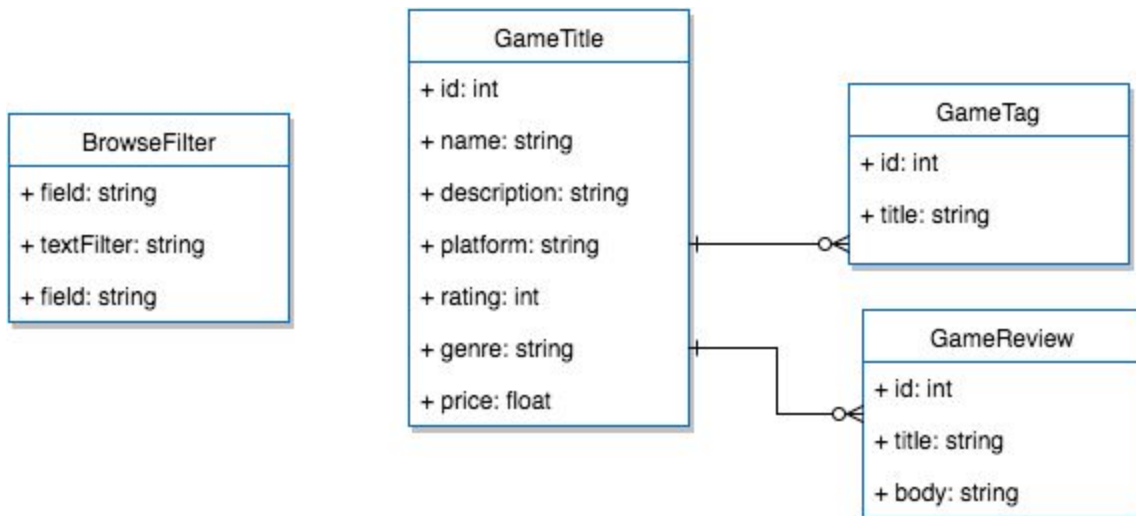 BrowseFilter
+ field: string
+ textFilter: string
+ field: string
GameTitle
+ id: int
+ name: string
+ description: string
+ platform: string
+ rating: int
+ genre: string
+ price: float
GameTag
+ id: int
+ title: string
GameReview
+ id: int
+ title: string
+ body: string